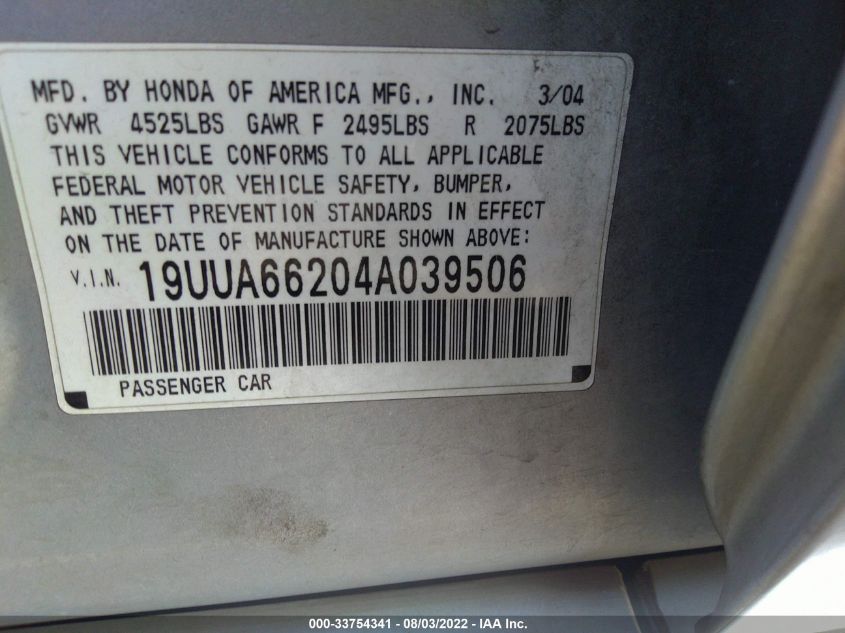 MFD. BY HONDA OF AMERICA MFG., INC. 3/04
GVWR 4525LBS GAWR F 2495LBS R 2075LBS
THIS VEHICLE CONFORMS TO ALL APPLICABLE
FEDERAL MOTOR VEHICLE SAFETY, BUMPER,
AND THEFT PREVENTION STANDARDS IN EFFECT
ON THE DATE OF MANUFACTURE SHOWN ABOVE:
V.I.N. 19UUA66204A039506
PASSENGER CAR
000-33754341 - 08/03/2022 - IAA Inc.